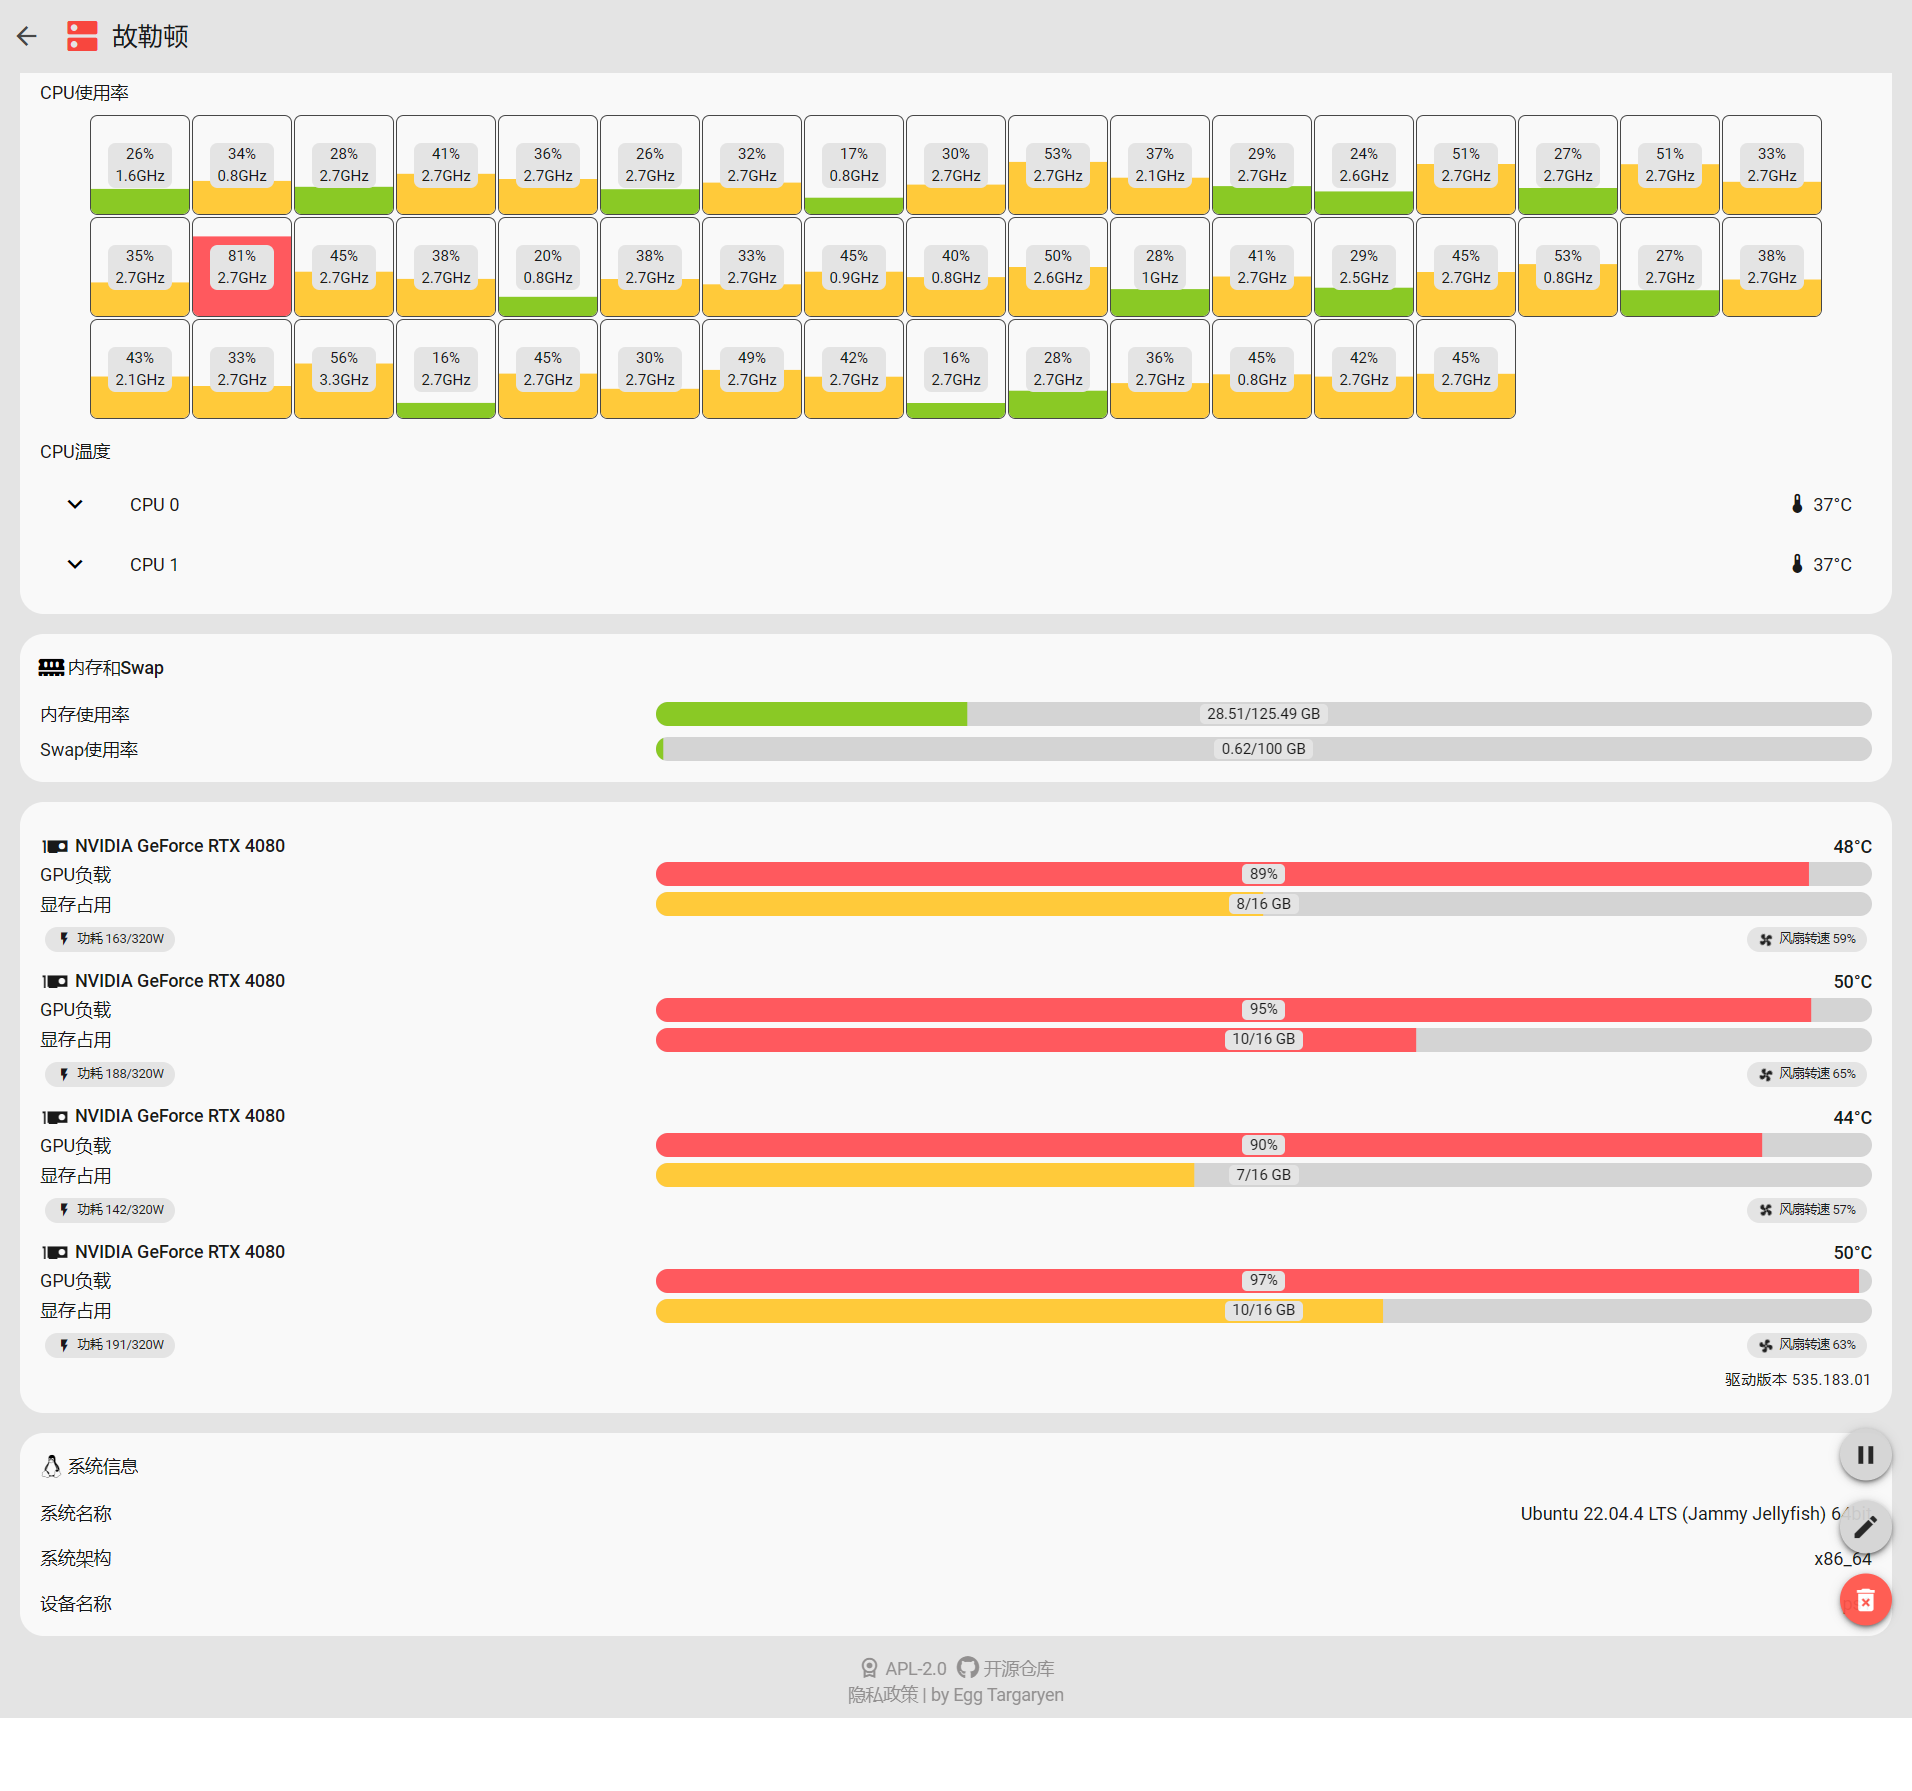 故勒顿
CPU使用率
26% 34% 28% 41% 36% 26% 32% 17% 30% 53% 37% 29% 24% 51% 27% 51% 33%
1.6GHz 0.8GHz 2.7GHz 2.7GHz 2.7GHz 2.7GHz 2.7GHz 0.8GHz 2.7GHz 2.7GHz 2.1GHz 2.7GHz 2.6GHz 2.7GHz 2.7GHz 2.7GHz 2.7GHz
35% 81% 45% 38% 20% 38% 33% 45% 40% 50% 28% 41% 29% 45% 53% 27% 38%
2.7GHz 2.7GHz 2.7GHz 2.7GHz 0.8GHz 2.7GHz 2.7GHz 0.9GHz 0.8GHz 2.6GHz 1GHz 2.7GHz 2.5GHz 2.7GHz 0.8GHz 2.7GHz 2.7GHz
43% 33% 56% 16% 45% 30% 49% 42% 16% 28% 36% 45% 42% 45%
2.1GHz 2.7GHz 3.3GHz 2.7GHz 2.7GHz 2.7GHz 2.7GHz 2.7GHz 2.7GHz 2.7GHz 2.7GHz 0.8GHz 2.7GHz 2.7GHz
CPU温度
CPU 0 37°C
CPU 1 37°C
内存和Swap
内存使用率 28.51/125.49 GB
Swap使用率 0.62/100 GB
NVIDIA GeForce RTX 4080 48°C
GPU负载 89%
显存占用 8/16 GB
功耗 163/320W 风扇转速 59%
NVIDIA GeForce RTX 4080 50°C
GPU负载 95%
显存占用 10/16 GB
功耗 188/320W 风扇转速 65%
NVIDIA GeForce RTX 4080 44°C
GPU负载 90%
显存占用 7/16 GB
功耗 142/320W 风扇转速 57%
NVIDIA GeForce RTX 4080 50°C
GPU负载 97%
显存占用 10/16 GB
功耗 191/320W 风扇转速 63%
驱动版本 535.183.01
系统信息
系统名称 Ubuntu 22.04.4 LTS (Jammy Jellyfish) 64bit
系统架构 x86_64
设备名称
APL-2.0 开源仓库
隐私政策 | by Egg Targaryen